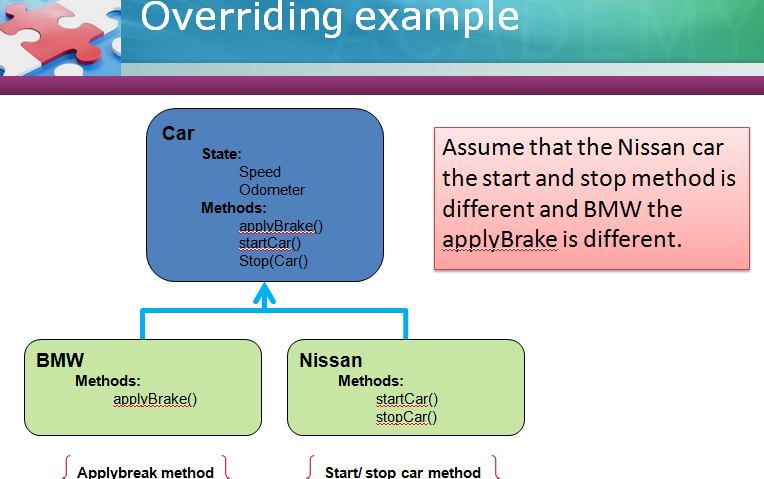 Overriding example
ACADEMY
Car
State:
Speed
Odometer
Methods:
applyBrake()
startCar()
Stop(Car()
Assume that the Nissan car
the start and stop method is
different and BMW the
applyBrake is different.
BMW
Methods:
applyBrake()
Nissan
Methods:
startCar()
stopCar()
Applybreak method
Start/ stop car method